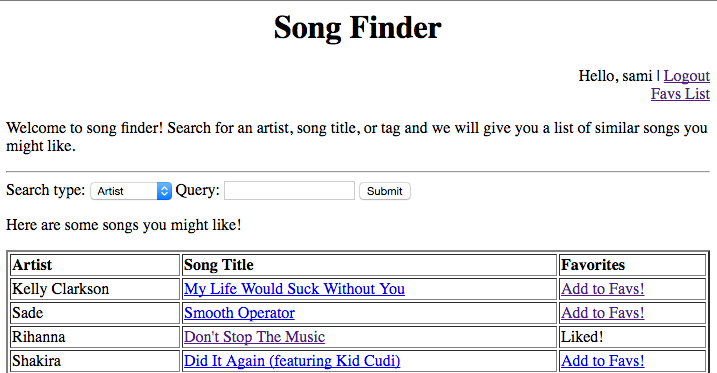 Song Finder
Hello, sami | Logout
Favs List
Welcome to song finder! Search for an artist, song title, or tag and we will give you a list of similar songs you
might like.
Search type: Artist Query: Submit
Here are some songs you might like!
Artist Song Title Favorites
Kelly Clarkson My Life Would Suck Without You Add to Favs!
Sade Smooth Operator Add to Favs!
Rihanna Don't Stop The Music Liked!
Shakira Did It Again (featuring Kid Cudi) Add to Favs!